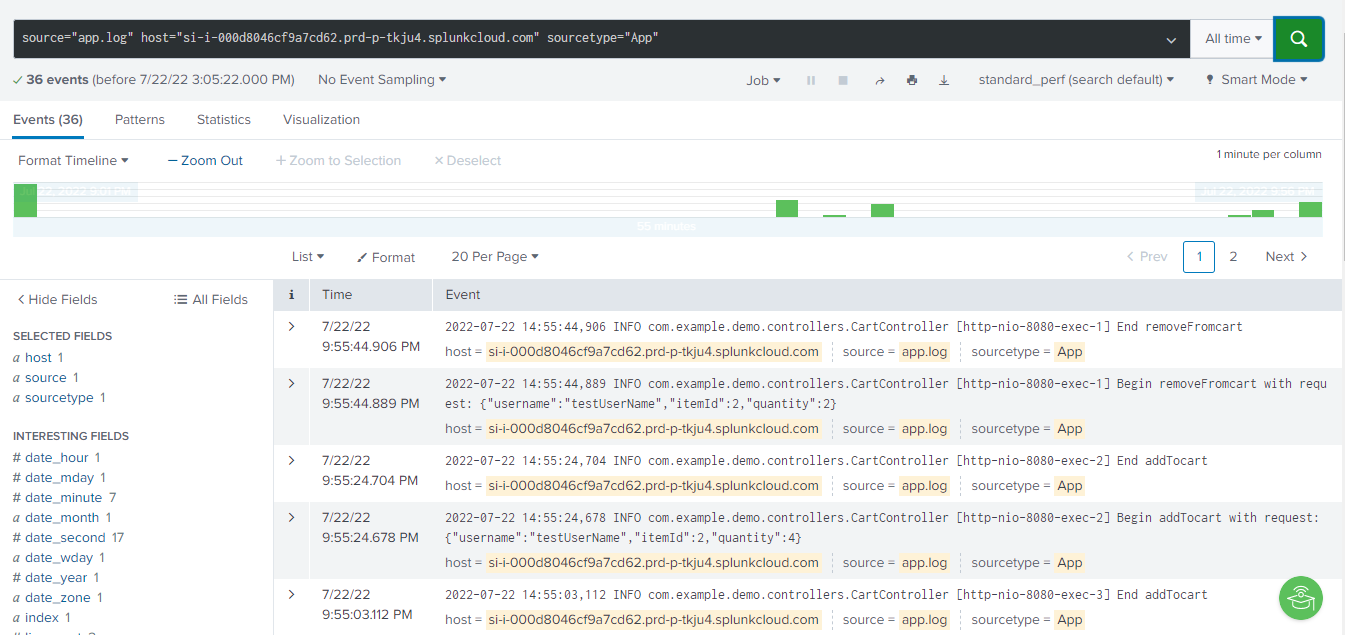 source="app.log" host="si-i-000d8046cf9a7cd62.prd-p-tkju4.splunkcloud.com" sourcetype="App"
All time
36 events (before 7/22/22 3:05:22.000 PM)
No Event Sampling
Job
standard_perf (search default)
Smart Mode
Events (36)
Patterns
Statistics
Visualization
Format Timeline
— Zoom Out
+ Zoom to Selection
× Deselect
1 minute per column
Jul 22, 2022 9:01 PM
Jul 22, 2022 9:56 PM
55 minutes
List
Format
20 Per Page
< Prev
1
2
Next >
< Hide Fields
All Fields
i
Time
Event
SELECTED FIELDS
a host 1
a source 1
a sourcetype 1
INTERESTING FIELDS
# date_hour 1
# date_mday 1
# date_minute 7
a date_month 1
# date_second 17
a date_wday 1
# date_year 1
a date_zone 1
a index 1
7/22/22
9:55:44.906 PM
2022-07-22 14:55:44,906 INFO com.example.demo.controllers.CartController [http-nio-8080-exec-1] End removeFromcart
host = si-i-000d8046cf9a7cd62.prd-p-tkju4.splunkcloud.com source = app.log sourcetype = App
7/22/22
9:55:44.889 PM
2022-07-22 14:55:44,889 INFO com.example.demo.controllers.CartController [http-nio-8080-exec-1] Begin removeFromcart with requ
est: {"username":"testUserName","itemId":2,"quantity":2}
host = si-i-000d8046cf9a7cd62.prd-p-tkju4.splunkcloud.com source = app.log sourcetype = App
7/22/22
9:55:24.704 PM
2022-07-22 14:55:24,704 INFO com.example.demo.controllers.CartController [http-nio-8080-exec-2] End addTocart
host = si-i-000d8046cf9a7cd62.prd-p-tkju4.splunkcloud.com source = app.log sourcetype = App
7/22/22
9:55:24.678 PM
2022-07-22 14:55:24,678 INFO com.example.demo.controllers.CartController [http-nio-8080-exec-2] Begin addTocart with request:
{"username":"testUserName","itemId":2,"quantity":4}
host = si-i-000d8046cf9a7cd62.prd-p-tkju4.splunkcloud.com source = app.log sourcetype = App
7/22/22
9:55:03.112 PM
2022-07-22 14:55:03,112 INFO com.example.demo.controllers.CartController [http-nio-8080-exec-3] End addTocart
host = si-i-000d8046cf9a7cd62.prd-p-tkju4.splunkcloud.com source = app.log sourcetype = App